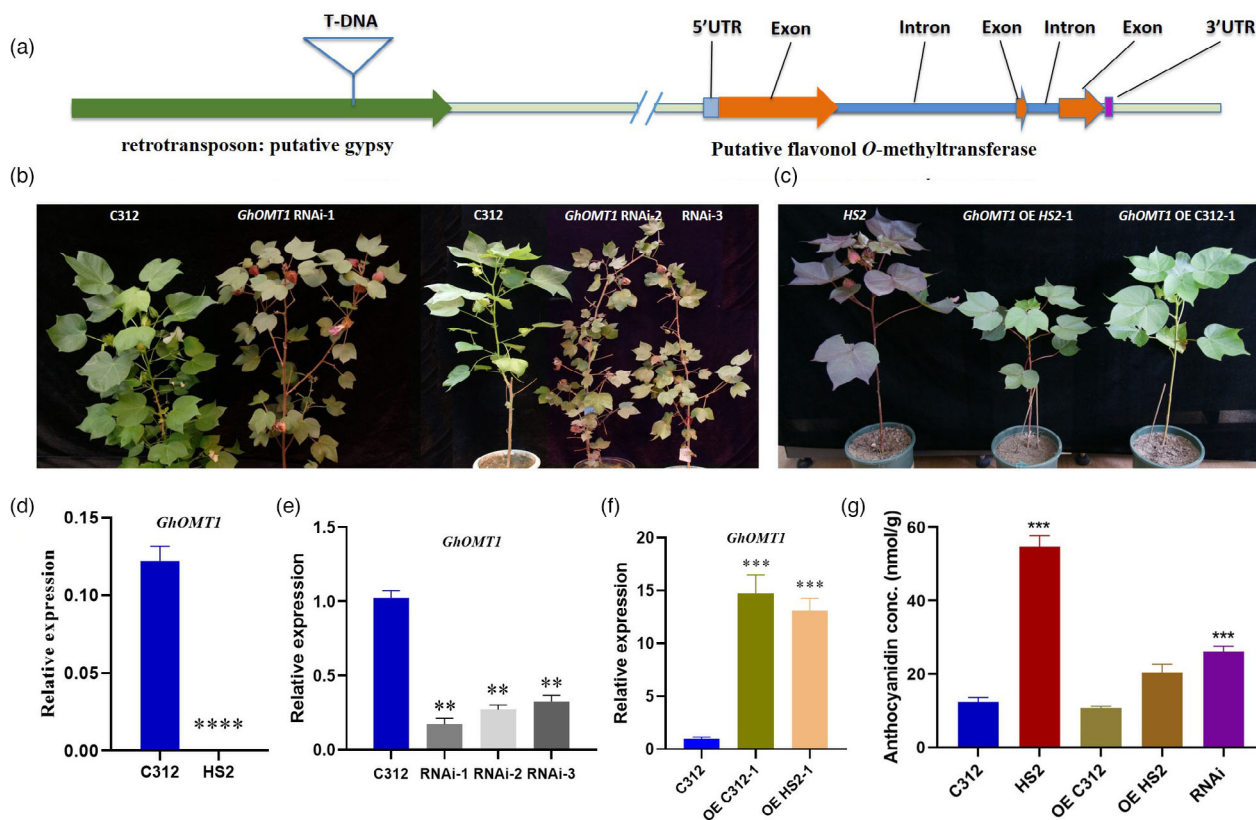 (a)
T-DNA
5'UTR
Exon
Intron
Exon
Intron
Exon
3'UTR
retrotransposon: putative gypsy
Putative flavonol O-methyltransferase
(b)
C312
GhOMT1 RNAi-1
C312
GhOMT1 RNAi-2
RNAi-3
(c)
HS2
GhOMT1 OE HS2-1
GhOMT1 OE C312-1
(d)
GhOMT1
Relative expression
0.15
0.10
0.05
0.00
****
C312
HS2
(e)
GhOMT1
Relative expression
1.5
1.0
0.5
0.0
**
**
**
C312
RNAi-1
RNAi-2
RNAi-3
(f)
GhOMT1
Relative expression
20
15
10
5
0
***
***
C312
OE C312-1
OE HS2-1
(g)
Anthocyanidin conc. (nmol/g)
60
40
20
0
***
***
C312
HS2
OE C312
OE HS2
RNAi